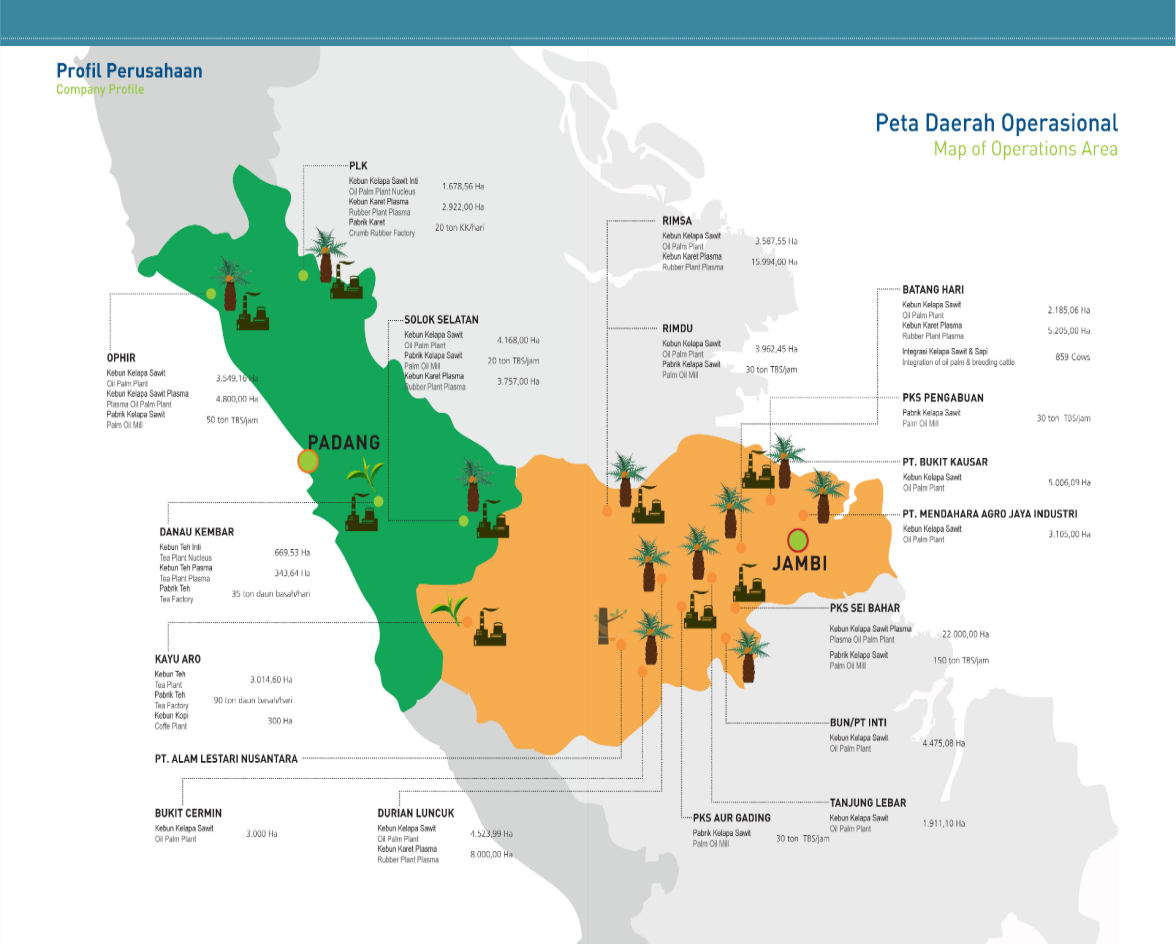 Profil Perusahaan
Company Profile
Peta Daerah Operasional
Map of Operations Area
PLK
Kebun Kelapa Sawit Inti
Oil Palm Plant Nucleus
1.678,56 Ha
Kebun Karet Plasma
Rubber Plant Plasma
2.922,00 Ha
Pabrik Karet
Crumb Rubber Factory
20 ton KK/hari
RIMSA
Kebun Kelapa Sawit
Oil Palm Plant
3.587,55 Ha
Kebun Karet Plasma
Rubber Plant Plasma
15.994,00 Ha
BATANG HARI
Kebun Kelapa Sawit
Oil Palm Plant
2.185,06 Ha
Kebun Karet Plasma
Rubber Plant Plasma
5.205,00 Ha
Integrasi Kelapa Sawit & Sapi
Integration of oil palm & breeding cattle
859 Cows
SOLOK SELATAN
Kebun Kelapa Sawit
Oil Palm Plant
4.168,00 Ha
Pabrik Kelapa Sawit
Palm Oil Mill
20 ton TBS/jam
Kebun Karet Plasma
Rubber Plant Plasma
3.757,00 Ha
RIMDU
Kebun Kelapa Sawit
Oil Palm Plant
3.962,45 Ha
Pabrik Kelapa Sawit
Palm Oil Mill
30 ton TBS/jam
OPHIR
Kebun Kelapa Sawit
Oil Palm Plant
3.549,16 Ha
Kebun Kelapa Sawit Plasma
Plasma Oil Palm Plant
4.800,00 Ha
Pabrik Kelapa Sawit
Palm Oil Mill
50 ton TBS/jam
PKS PENGABUAN
Pabrik Kelapa Sawit
Palm Oil Mill
30 ton TBS/jam
PADANG
PT. BUKIT KAUSAR
Kebun Kelapa Sawit
Oil Palm Plant
5.006,09 Ha
PT. MENDAHARA AGRO JAYA INDUSTRI
Kebun Kelapa Sawit
Oil Palm Plant
3.105,00 Ha
DANAU KEMBAR
Kebun Teh Inti
Tea Plant Nucleus
669,53 Ha
Kebun Teh Pasma
Tea Plant Plasma
343,64 Ha
Pabrik Teh
Tea Factory
35 ton daun basah/hari
JAMBI
PKS SEI BAHAR
Kebun Kelapa Sawit Plasma
Plasma Oil Palm Plant
22.000,00 Ha
Pabrik Kelapa Sawit
Palm Oil Mill
150 ton TBS/jam
KAYU ARO
Kebun Teh
Tea Plant
3.014,60 Ha
Pabrik Teh
Tea Factory
90 ton daun basah/hari
Kebun Kopi
Coffe Plant
300 Ha
BUN/PT INTI
Kebun Kelapa Sawit
Oil Palm Plant
4.475,08 Ha
PT. ALAM LESTARI NUSANTARA
BUKIT CERMIN
Kebun Kelapa Sawit
Oil Palm Plant
3.000 Ha
DURIAN LUNCUK
Kebun Kelapa Sawit
Oil Palm Plant
4.523,99 Ha
Kebun Karet Plasma
Rubber Plant Plasma
8.000,00 Ha
PKS AUR GADING
Pabrik Kelapa Sawit
Palm Oil Mill
30 ton TBS/jam
TANJUNG LEBAR
Kebun Kelapa Sawit
Oil Palm Plant
1.911,10 Ha